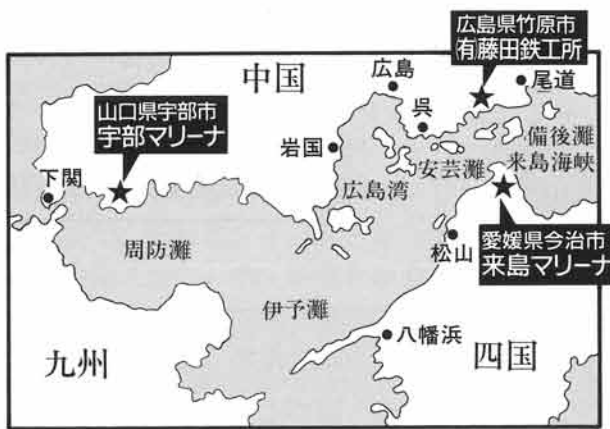 広島県竹原市
㈲藤田鉄工所
中国
広島
尾道
山口県宇部市
宇部マリーナ
呉
備後灘
岩国
安芸灘
来島海峡
下関
広島湾
周防灘
松山
愛媛県今治市
来島マリーナ
伊予灘
八幡浜
九州
四国